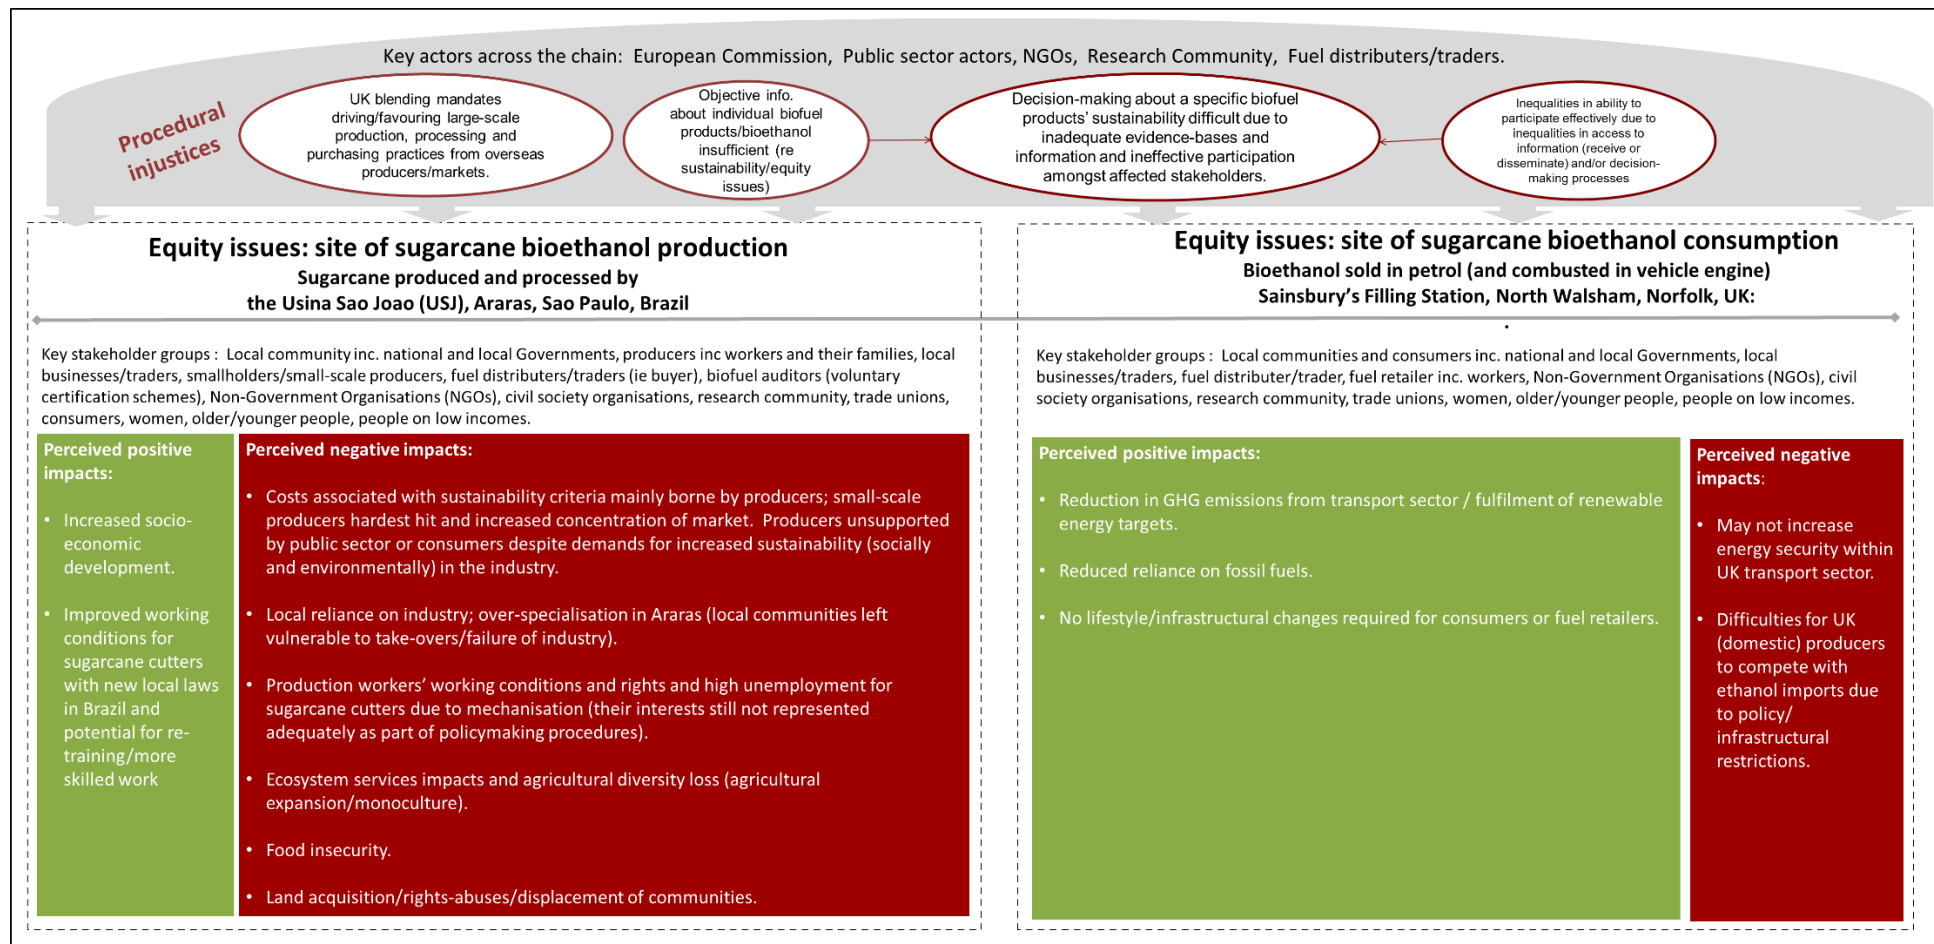 Key actors across the chain:  European Commission,  Public sector actors, NGOs,  Research Community,  Fuel distributers/traders.
Procedural
injustices
UK blending mandates
driving/favouring large-scale
production, processing and
purchasing practices from overseas
producers/markets.
Objective info.
about individual biofuel
products/bioethanol
insufficient (re
sustainability/equity
issues)
Decision-making about a specific biofuel
products’ sustainability difficult due to
inadequate evidence-bases and
information and ineffective participation
amongst affected stakeholders.
Inequalities in ability to
participate effectively due to
inequalities in access to
information (receive or
disseminate) and/or decision-
making processes
Equity issues: site of sugarcane bioethanol production
Sugarcane produced and processed by
the Usina Sao Joao (USJ), Araras, Sao Paulo, Brazil
Key stakeholder groups :  Local community inc. national and local Governments, producers inc workers and their families, local
businesses/traders, smallholders/small-scale producers, fuel distributers/traders (ie buyer), biofuel auditors (voluntary
certification schemes), Non-Government Organisations (NGOs), civil society organisations, research community, trade unions,
consumers, women, older/younger people, people on low incomes.
Perceived positive
impacts:
• Increased socio-
economic
development.
• Improved working
conditions for
sugarcane cutters
with new local laws
in Brazil and
potential for re-
training/more
skilled work
Perceived negative impacts:
• Costs associated with sustainability criteria mainly borne by producers; small-scale
producers hardest hit and increased concentration of market.  Producers unsupported
by public sector or consumers despite demands for increased sustainability (socially
and environmentally) in the industry.
• Local reliance on industry; over-specialisation in Araras (local communities left
vulnerable to take-overs/failure of industry).
• Production workers’ working conditions and rights and high unemployment for
sugarcane cutters due to mechanisation (their interests still not represented
adequately as part of policymaking procedures).
• Ecosystem services impacts and agricultural diversity loss (agricultural
expansion/monoculture).
• Food insecurity.
• Land acquisition/rights-abuses/displacement of communities.
Equity issues: site of sugarcane bioethanol consumption
Bioethanol sold in petrol (and combusted in vehicle engine)
Sainsbury’s Filling Station, North Walsham, Norfolk, UK:
.
Key stakeholder groups :  Local communities and consumers inc. national and local Governments, local
businesses/traders, fuel distributer/trader, fuel retailer inc. workers, Non-Government Organisations (NGOs), civil
society organisations, research community, trade unions, women, older/younger people, people on low incomes.
Perceived positive impacts:
• Reduction in GHG emissions from transport sector / fulfilment of renewable
energy targets.
• Reduced reliance on fossil fuels.
• No lifestyle/infrastructural changes required for consumers or fuel retailers.
Perceived negative
impacts:
• May not increase
energy security within
UK transport sector.
• Difficulties for UK
(domestic) producers
to compete with
ethanol imports due
to policy/
infrastructural
restrictions.